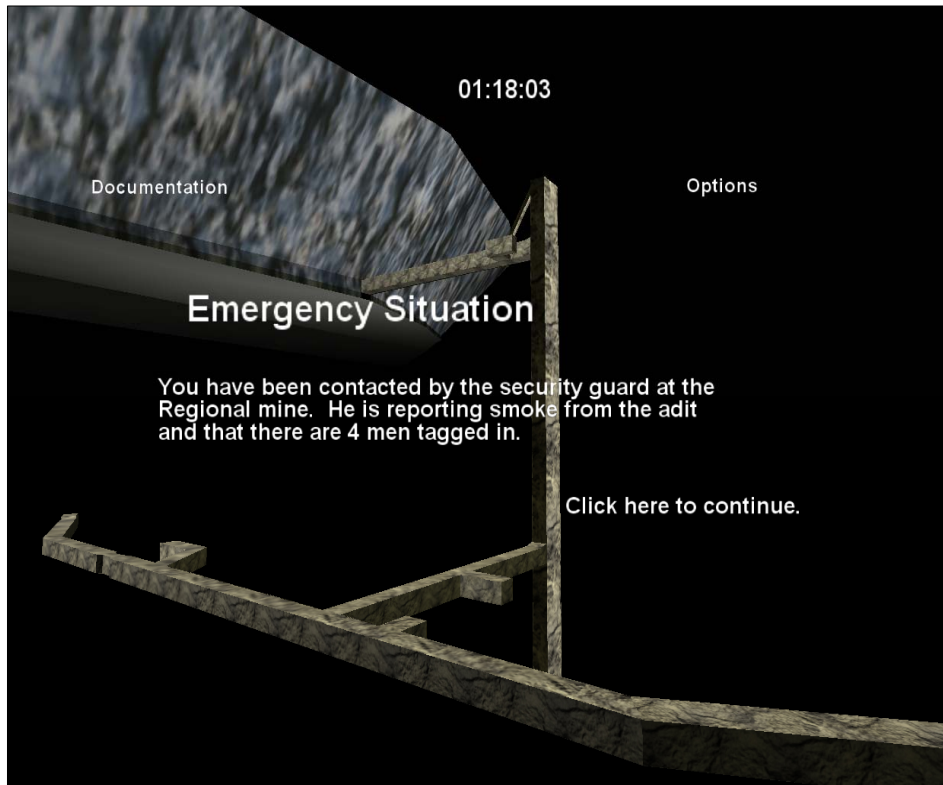 01:18:03
Documentation
Options
Emergency Situation
You have been contacted by the security guard at the
Regional mine.  He is reporting smoke from the adit
and that there are 4 men tagged in.
Click here to continue.